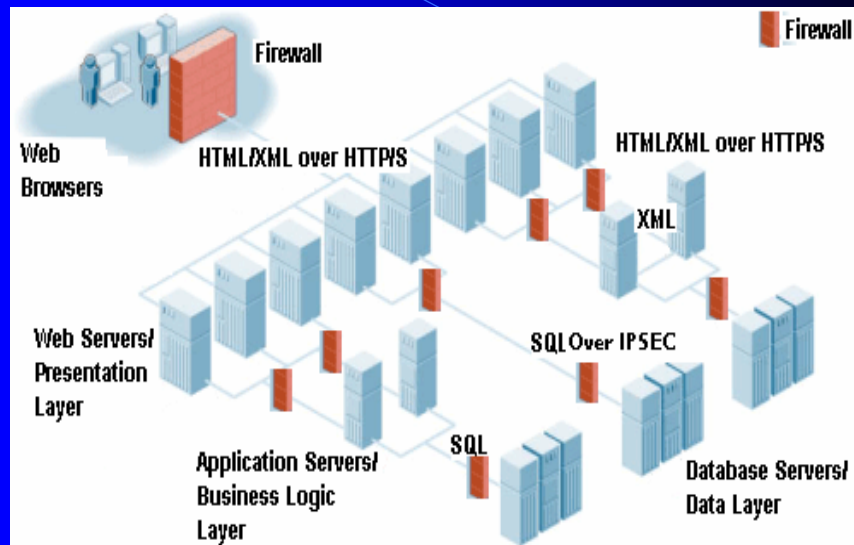 Firewall
Firewall
Web
Browsers
HTML/XML over HTTP/S
HTML/XML over HTTP/S
XML
Web Servers/
Presentation
Layer
SQL Over IPSEC
Application Servers/
Business Logic
Layer
SQL
Database Servers/
Data Layer